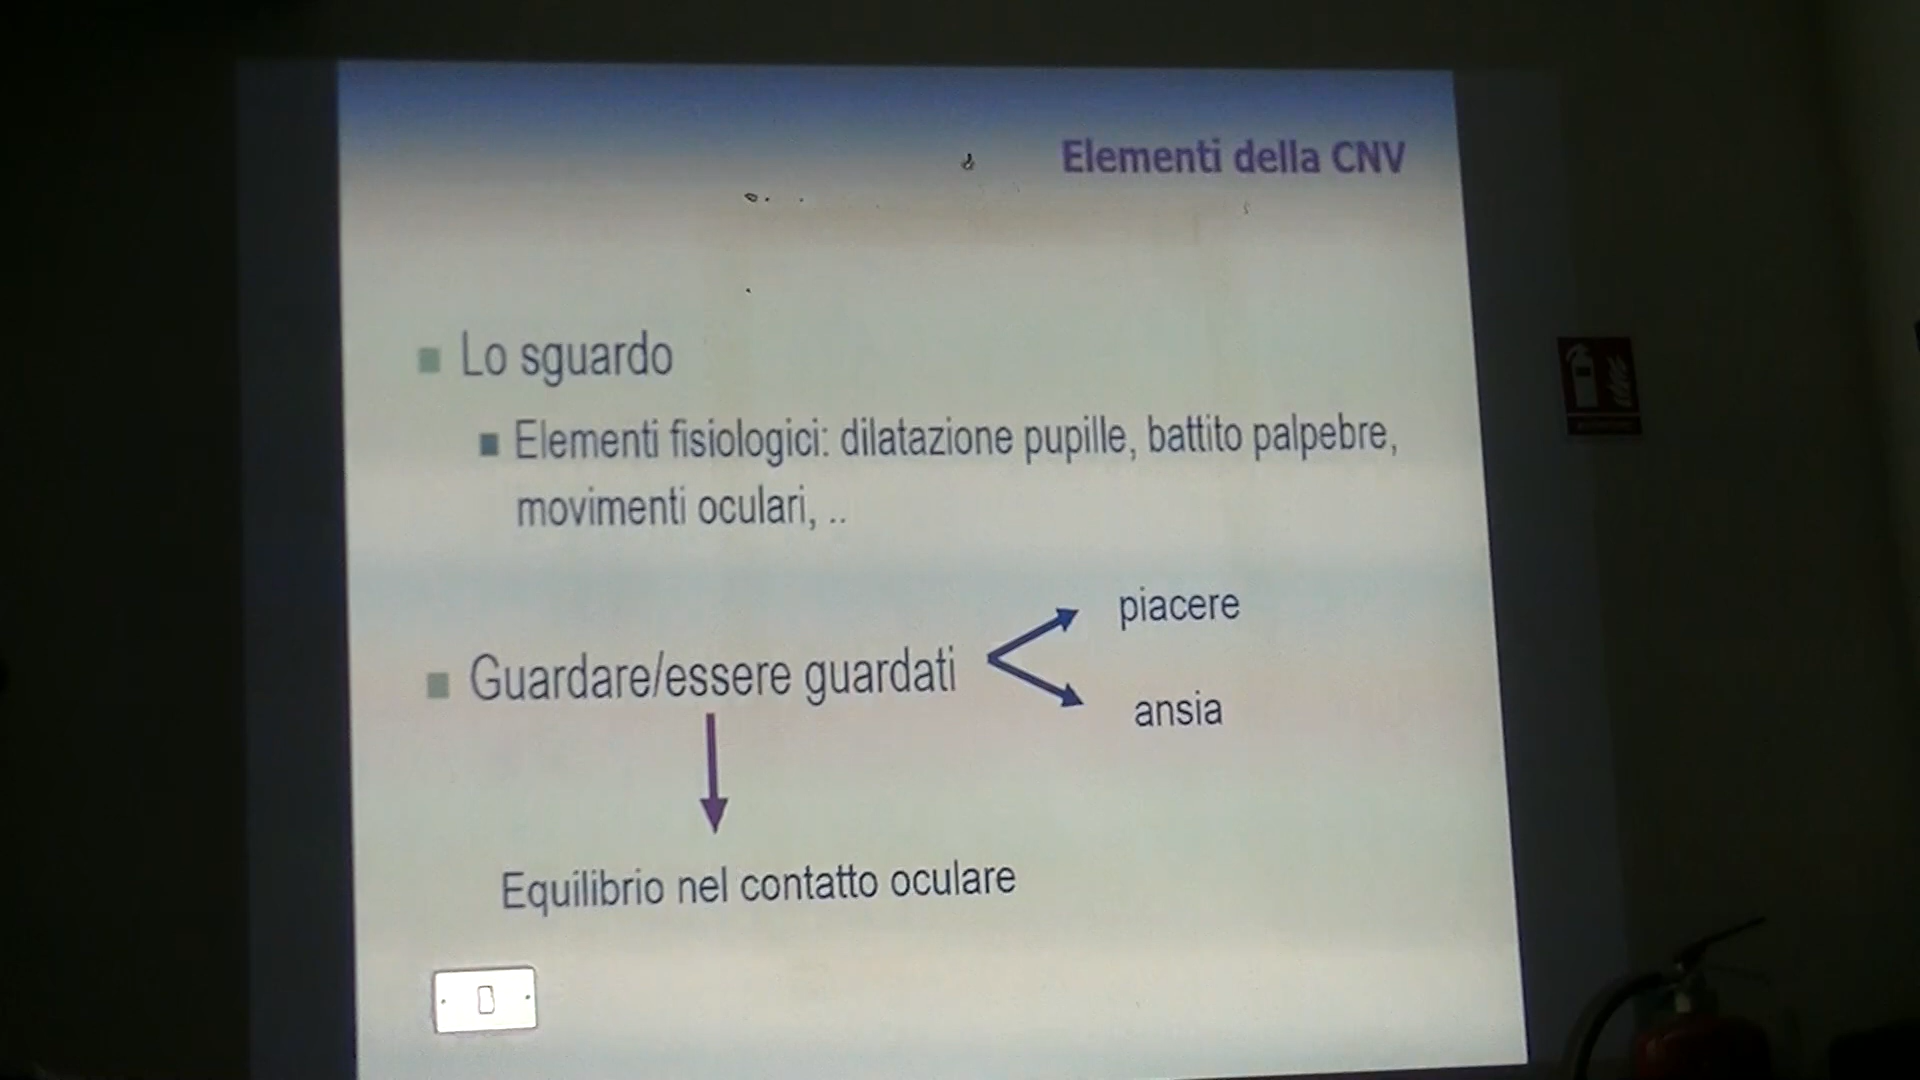 Elementi della CNV
Lo sguardo
Elementi fisiologici: dilatazione pupille, battito palpebre,
movimenti oculari, ..
piacere
Guardare/essere guardati
ansia
Equilibrio nel contatto oculare